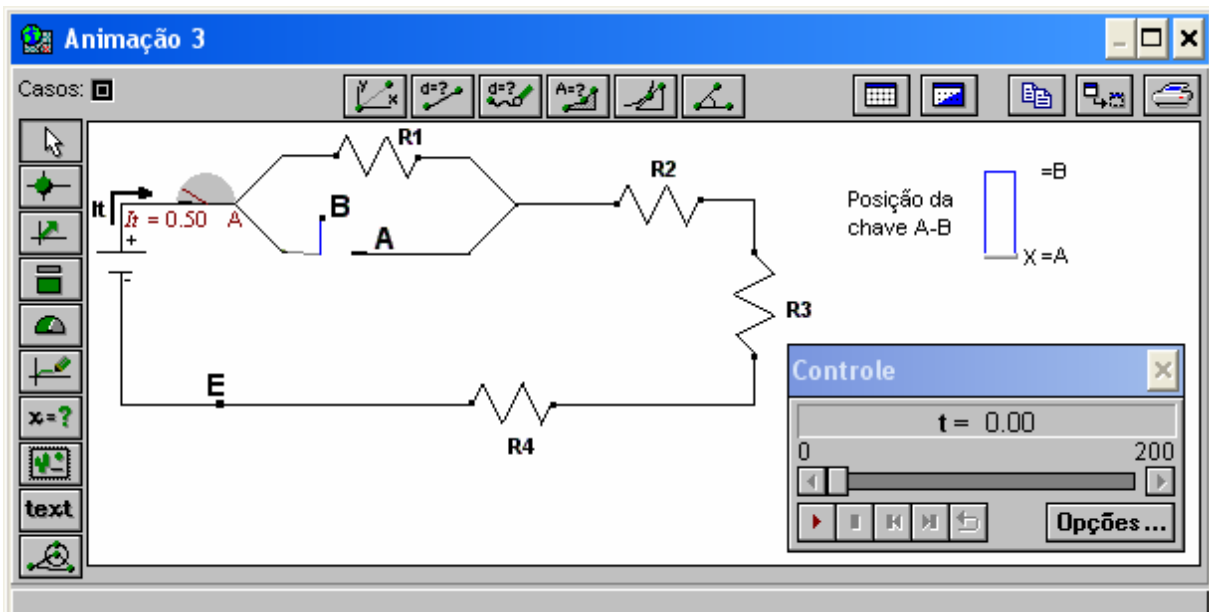 Animação 3
Casos:
y x
d=?
d=?
A=?
R1
R2
It
It = 0.50 A
+
-
B
A
Posição da
chave A-B
=B
X =A
R3
E
R4
x=?
text
Controle
t = 0.00
0 200
Opções...